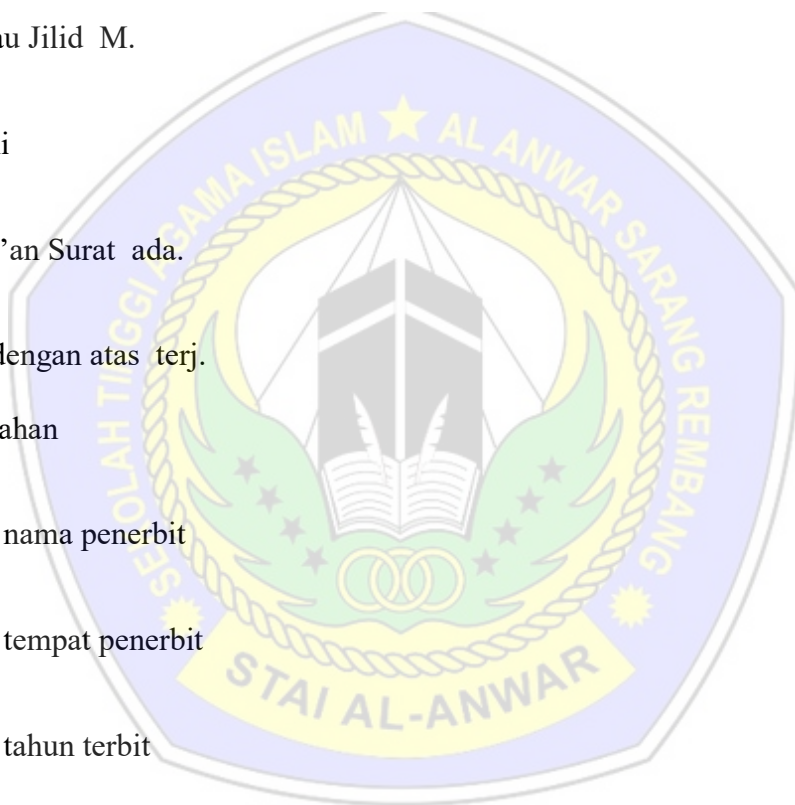 au Jilid M.
i
’an Surat ada.
dengan atas terj.
ahan
nama penerbit
tempat penerbit
tahun terbit
SEKOLAH TINGGI AGAMA ISLAM AL ANWAR SARANG REMBANG
STAI AL-ANWAR